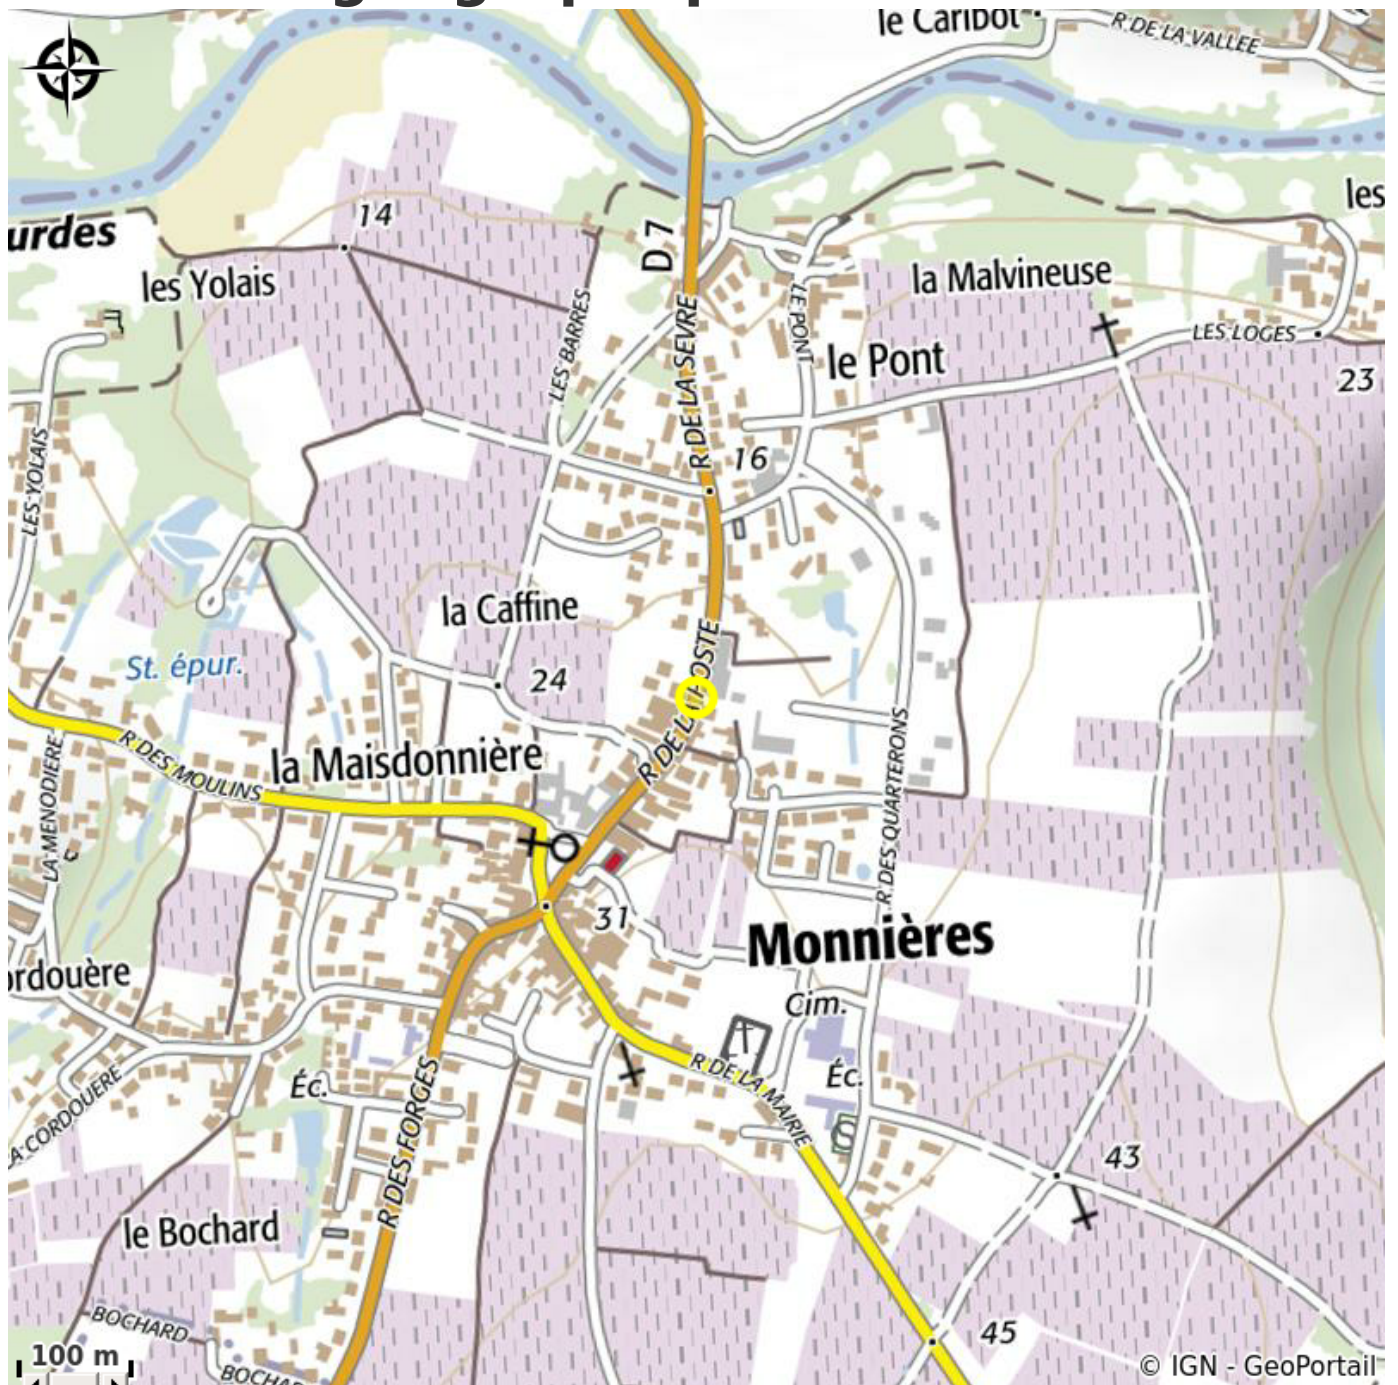 le Caribot
R DE LA VALLEE
les
14
urdes
D 7
les Yolais
la Malvineuse
LES BARRES
R DE LA SEVRE
LE PONT
LES LOGES
le Pont
23
LES YOLAIS
16
la Caffine
St. épur.
24
R DE LA POSTE
R DES MOULINS
la Maisdonnière
LA MENODIERE
R DES QUARTERONS
31
Monnières
ordouère
Cim.
Éc.
Éc.
R DE LA MAIRIE
A CORDOUERE
R DES FORGES
S
43
le Bochard
BOCHARD
45
100 m
BOCHAR
© IGN - GeoPortail